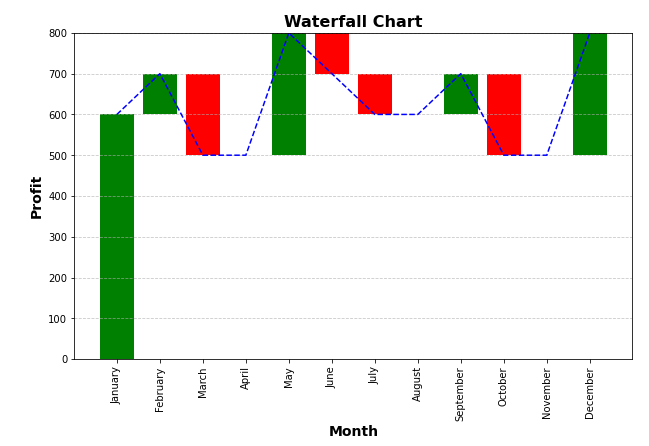 Waterfall Chart
800
700
600
500
400
300
200
100
0
Profit
January
February
March
April
May
June
July
August
September
October
November
December
Month